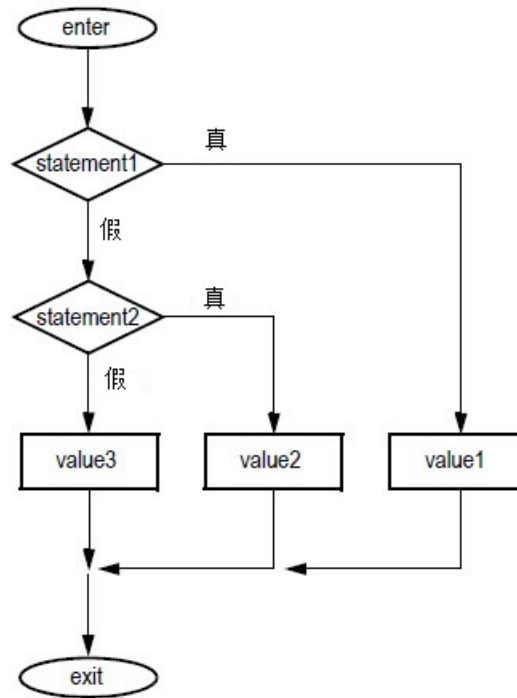 enter
statement1
真
假
statement2
真
假
value3
value2
value1
exit